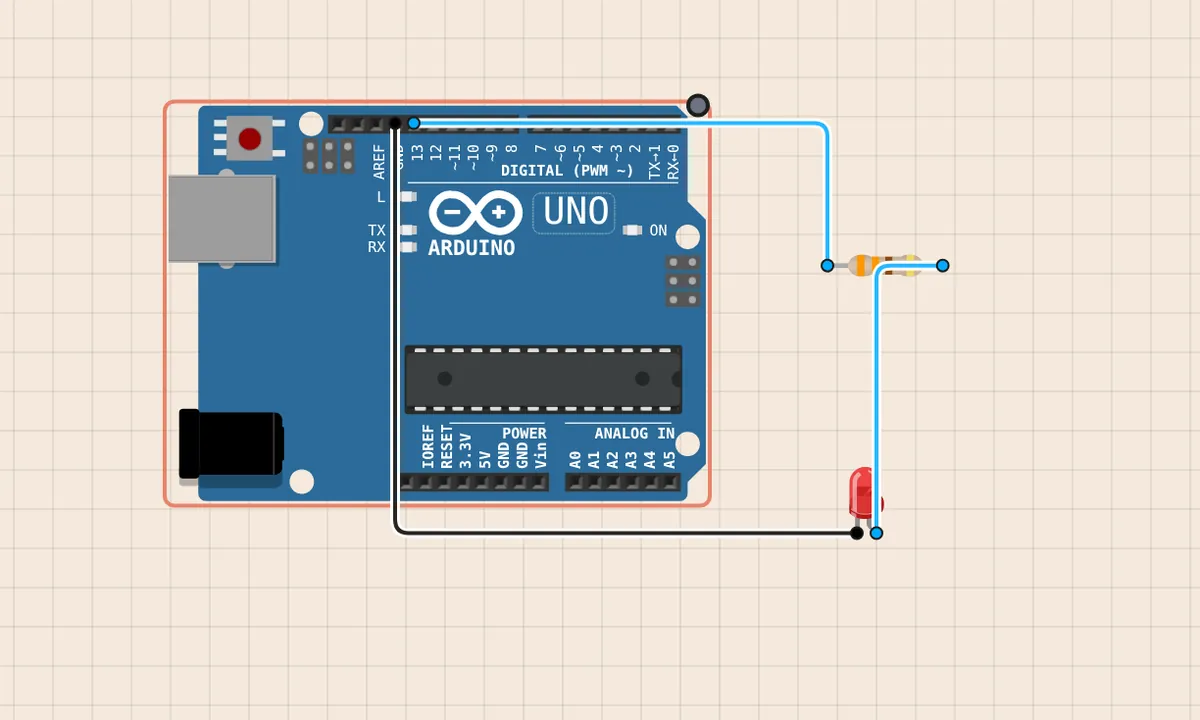 AREF
GND
13
12
~11
~10
~9
8
7
~6
~5
4
~3
2
TX→1
RX←0
DIGITAL (PWM ~)
L
TX
RX
UNO
ON
ARDUINO
POWER
ANALOG IN
IOREF
RESET
3.3V
5V
GND
GND
Vin
A0
A1
A2
A3
A4
A5